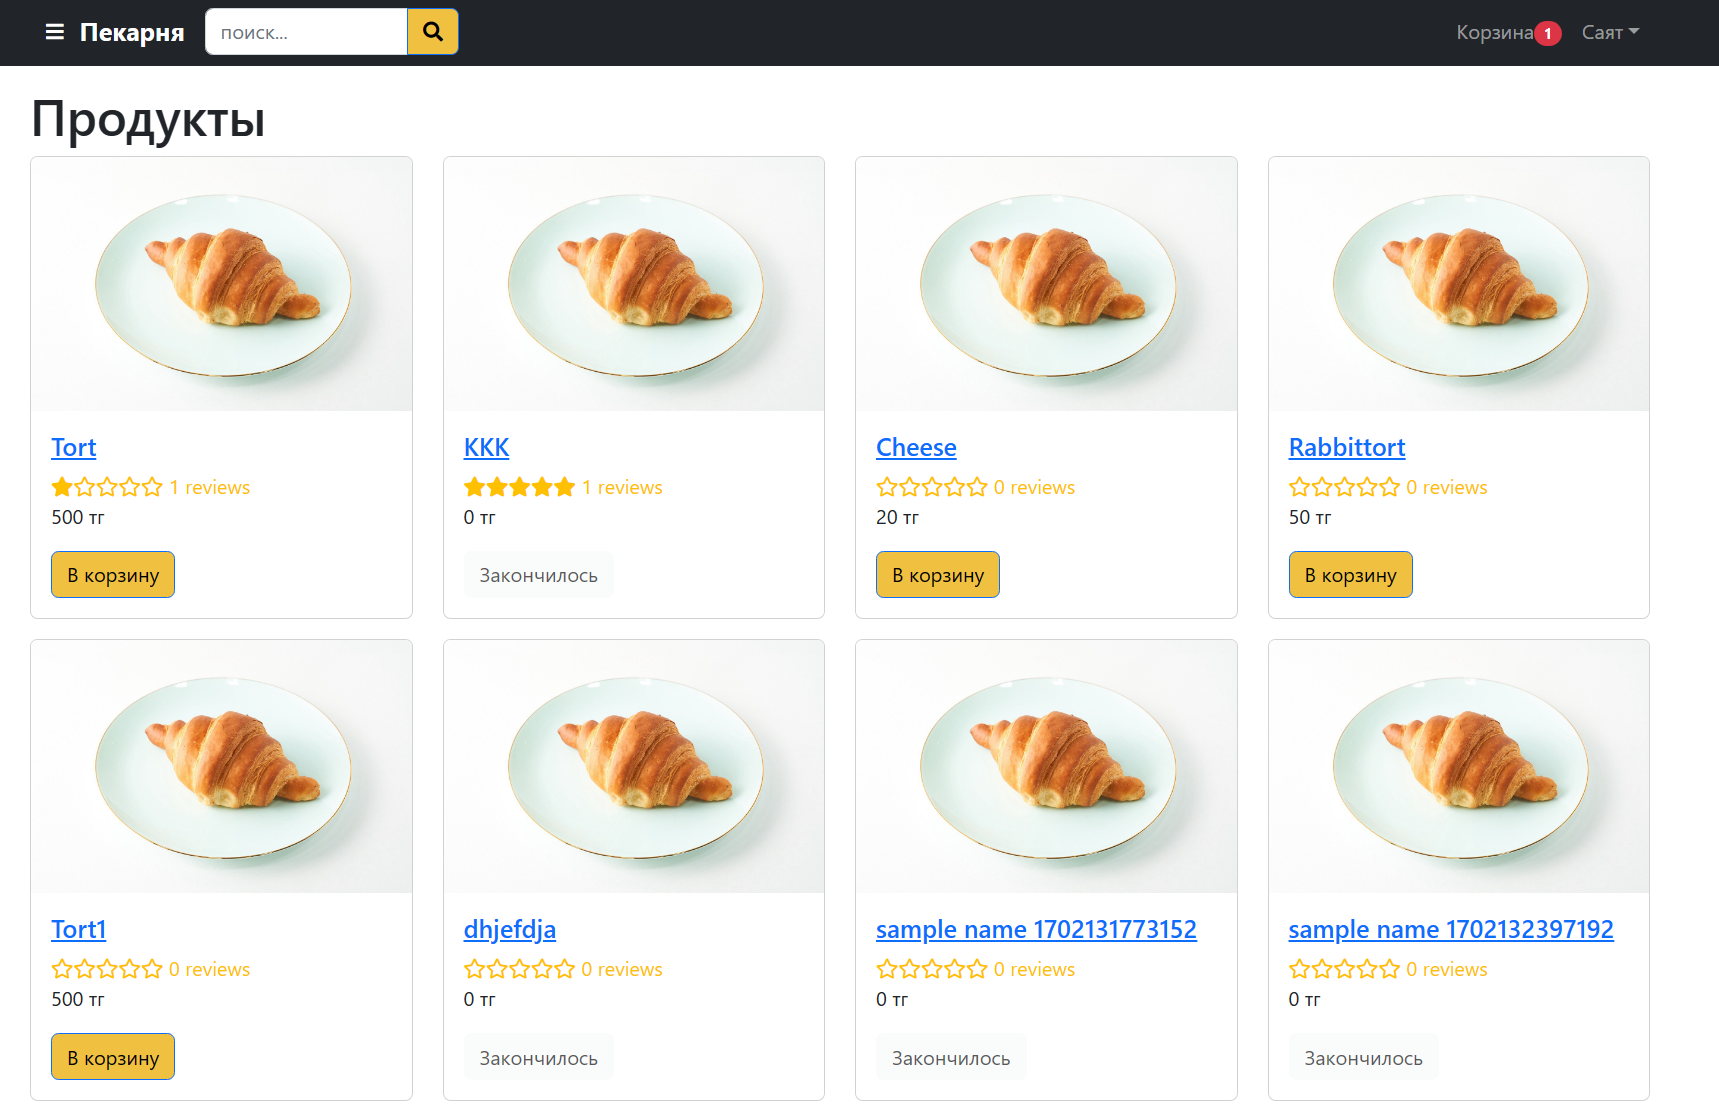 Пекарня поиск... Корзина 1 Саят
Продукты
Tort
1 reviews
500 тг
В корзину
KKK
1 reviews
0 тг
Закончилось
Cheese
0 reviews
20 тг
В корзину
Rabbittort
0 reviews
50 тг
В корзину
Tort1
0 reviews
500 тг
В корзину
dhjefdja
0 reviews
0 тг
Закончилось
sample name 1702131773152
0 reviews
0 тг
Закончилось
sample name 1702132397192
0 reviews
0 тг
Закончилось